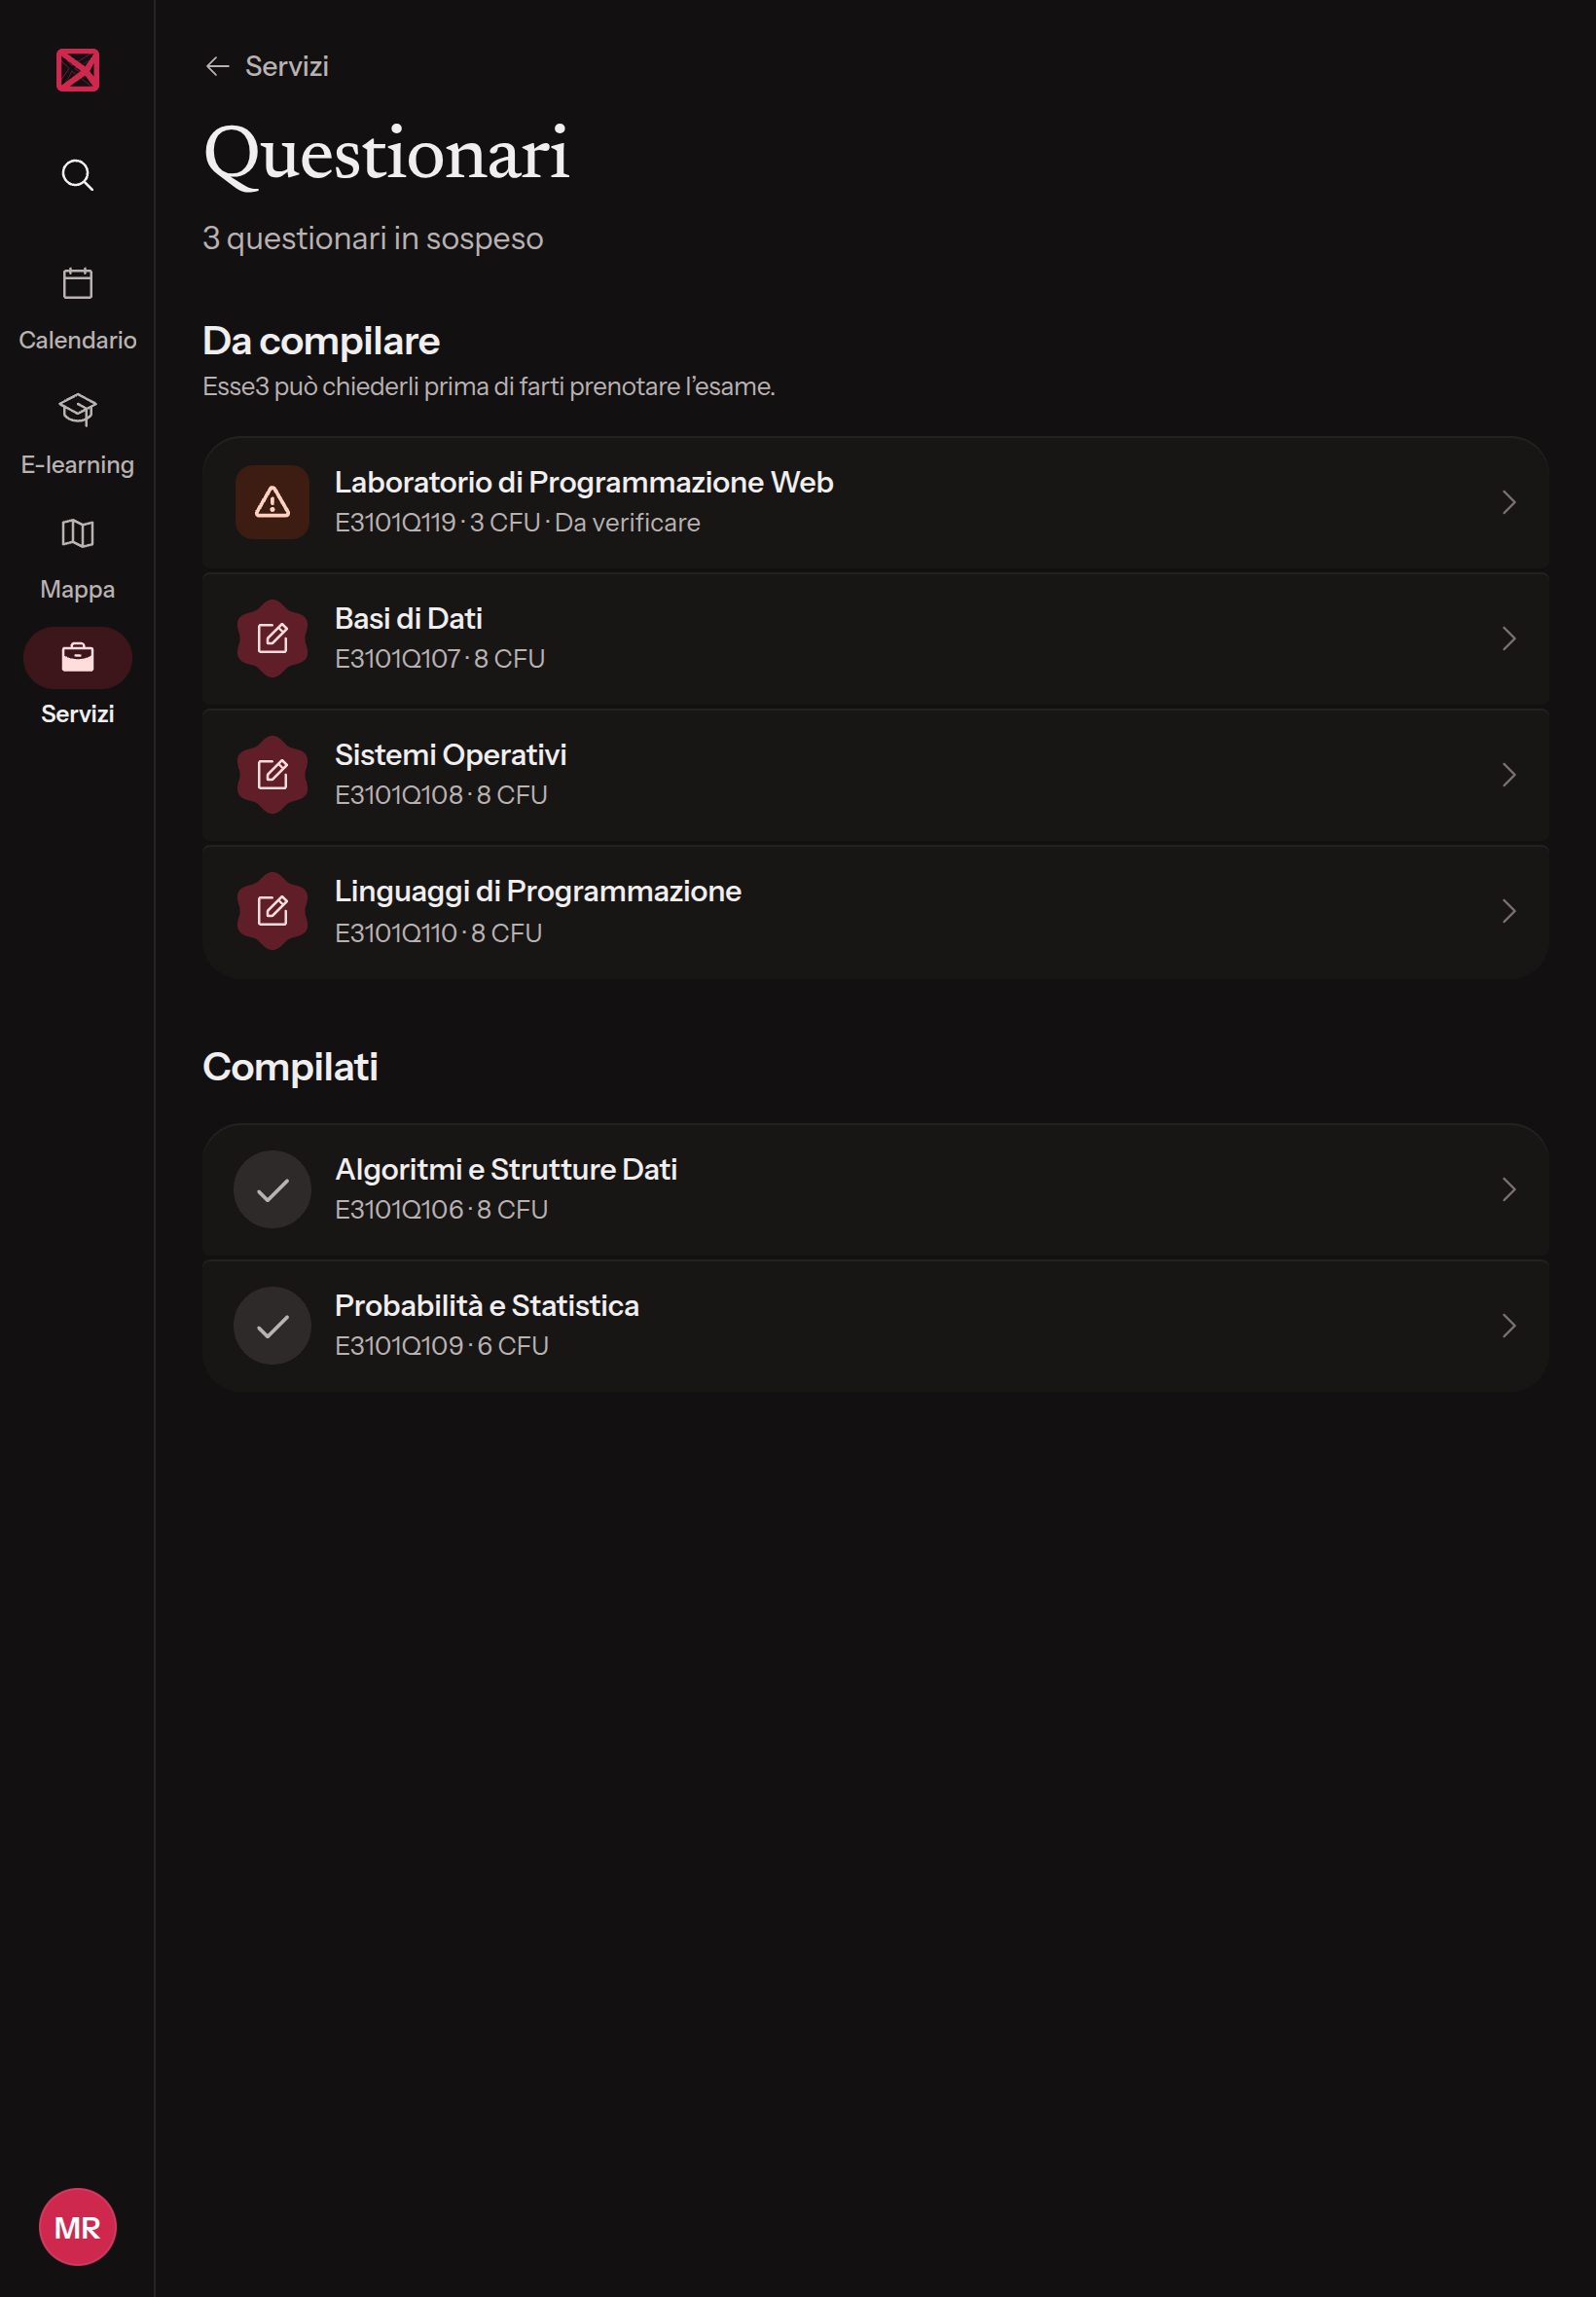 Servizi
Questionari
3 questionari in sospeso
Calendario
E-learning
Mappa
Servizi
Da compilare
Esse3 può chiederli prima di farti prenotare l’esame.
Laboratorio di Programmazione Web
E3101Q119 · 3 CFU · Da verificare
Basi di Dati
E3101Q107 · 8 CFU
Sistemi Operativi
E3101Q108 · 8 CFU
Linguaggi di Programmazione
E3101Q110 · 8 CFU
Compilati
Algoritmi e Strutture Dati
E3101Q106 · 8 CFU
Probabilità e Statistica
E3101Q109 · 6 CFU
MR